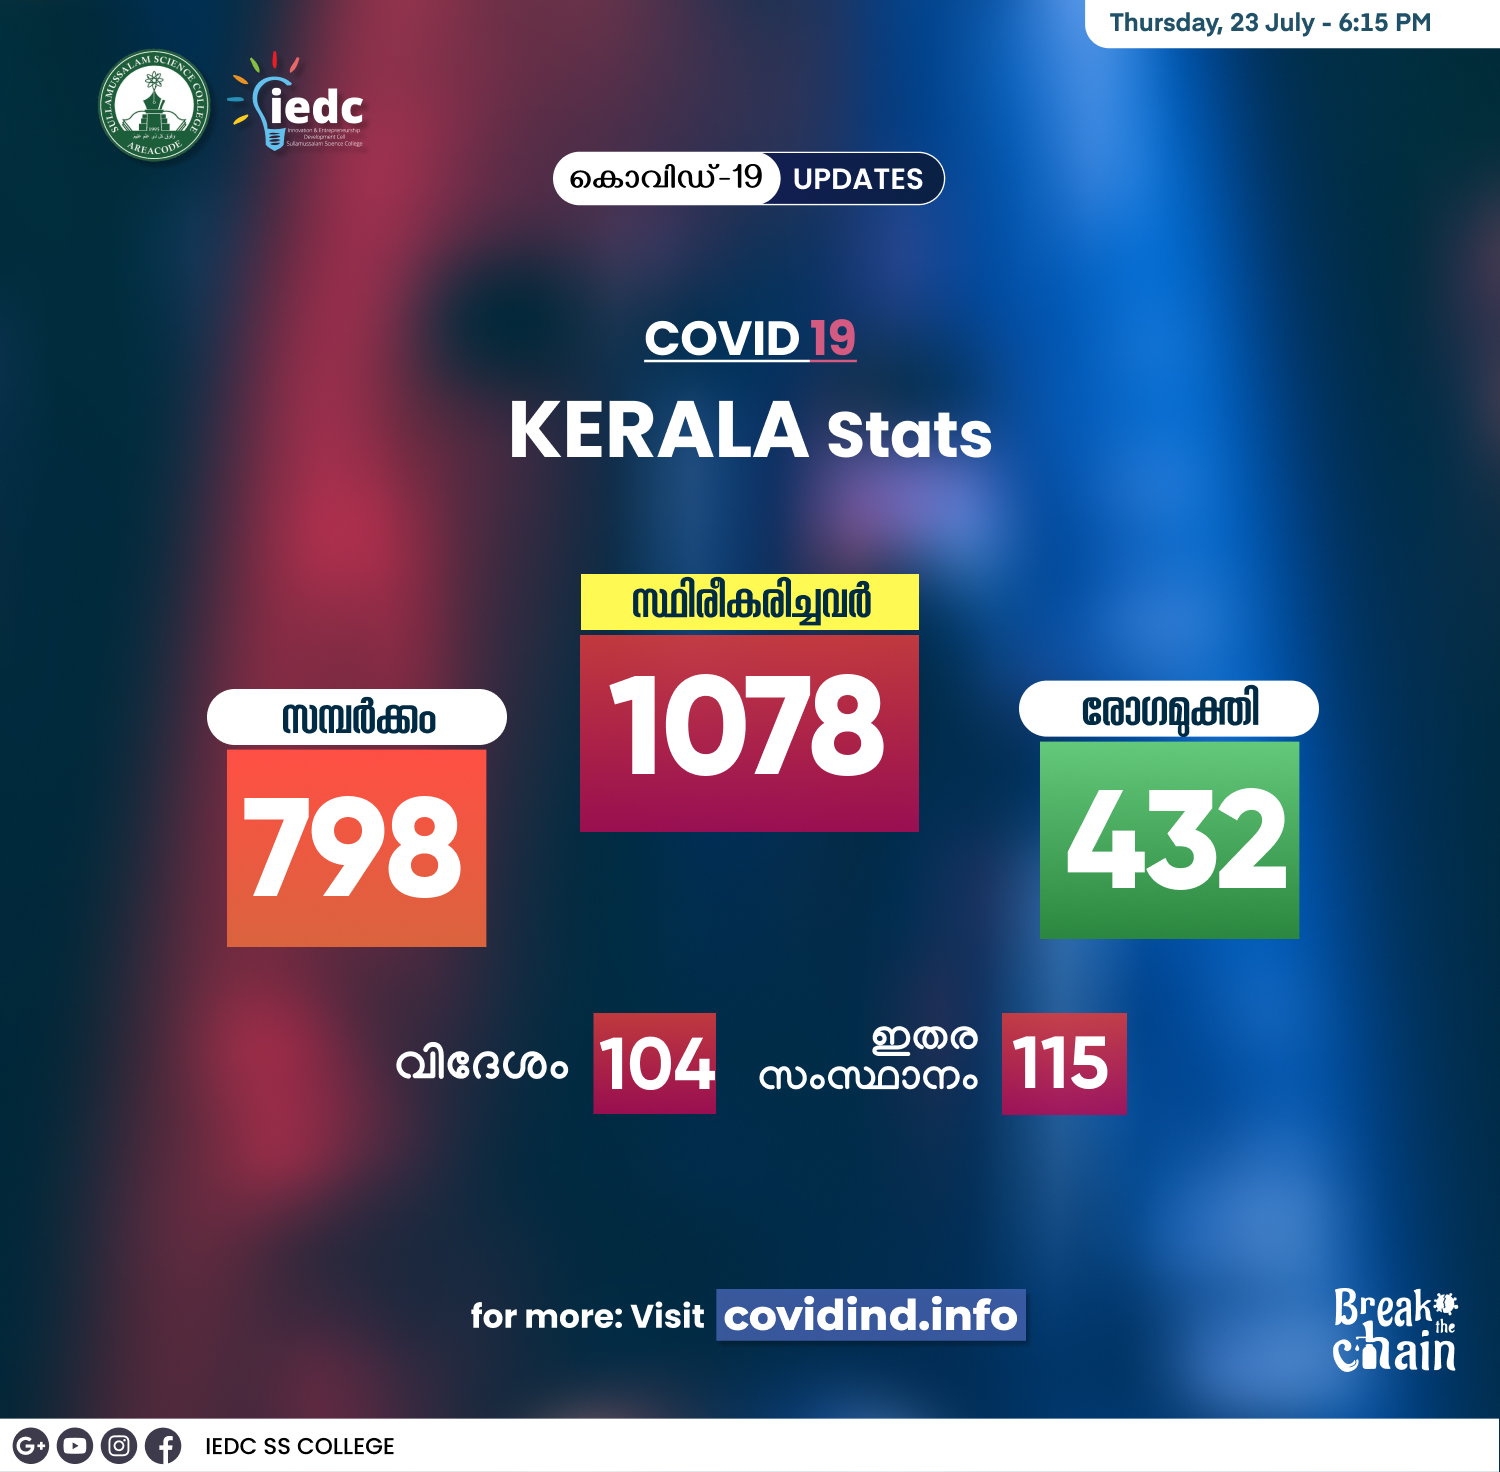 Thursday, 23 July - 6:15 PM
SULLAMUSSALAM SCIENCE COLLEGE
1995
AREACODE
iedc
Innovation & Entrepreneurship
Development Cell
Sullamussalam Science College
കൊവിഡ്-19 UPDATES
COVID 19
KERALA Stats
സ്ഥിരീകരിച്ചവർ
1078
സമ്പർക്കം
798
രോഗമുക്തി
432
വിദേശം 104
ഇതര
സംസ്ഥാനം 115
for more: Visit covidind.info
Break
the
chain
G+ IEDC SS COLLEGE